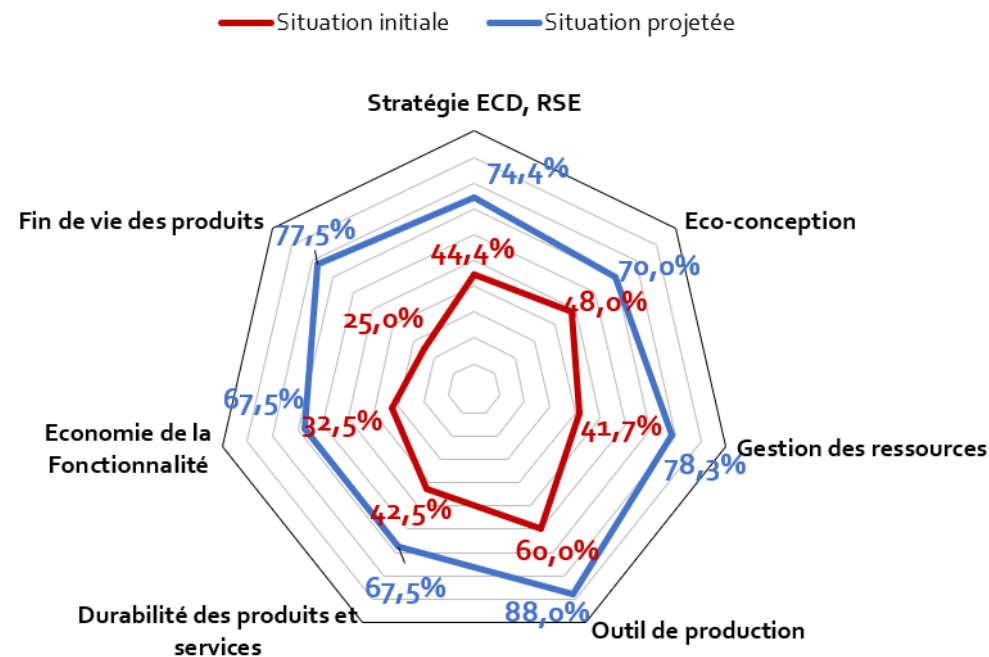 Situation initiale
Situation projetée
Stratégie ECD, RSE
74,4%
Fin de vie des produits
Eco-conception
77,5%
44,4%
70,0%
48,0%
25,0%
67,5%
32,5%
41,7%
Economie de la
Fonctionnalité
Gestion des ressources
78,3%
42,5%
60,0%
67,5%
88,0%
Durabilité des produits et
services
Outil de production